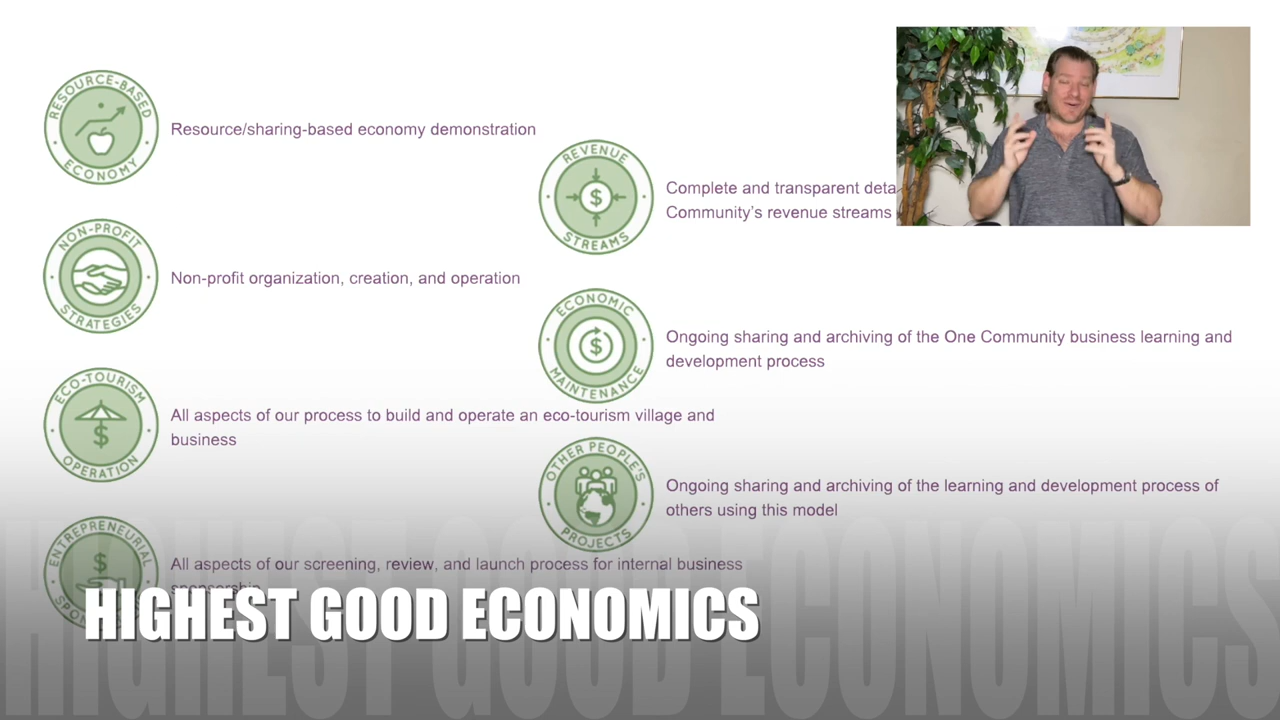 RESOURCE-BASED
ECONOMY
Resource/sharing-based economy demonstration
REVENUE
STREAMS
Complete and transparent deta
Community's revenue streams
NON-PROFIT
STRATEGIES
Non-profit organization, creation, and operation
ECONOMIC
MAINTENANCE
Ongoing sharing and archiving of the One Community business learning and
development process
ECO-TOURISM
OPERATION
All aspects of our process to build and operate an eco-tourism village and
business
OTHER PEOPLE'S
PROJECTS
Ongoing sharing and archiving of the learning and development process of
others using this model
ENTREPRENEURIAL
All aspects of our screening, review, and launch process for internal business
sponsorship
HIGHEST GOOD ECONOMICS
HIGHEST GOOD ECONOMICS